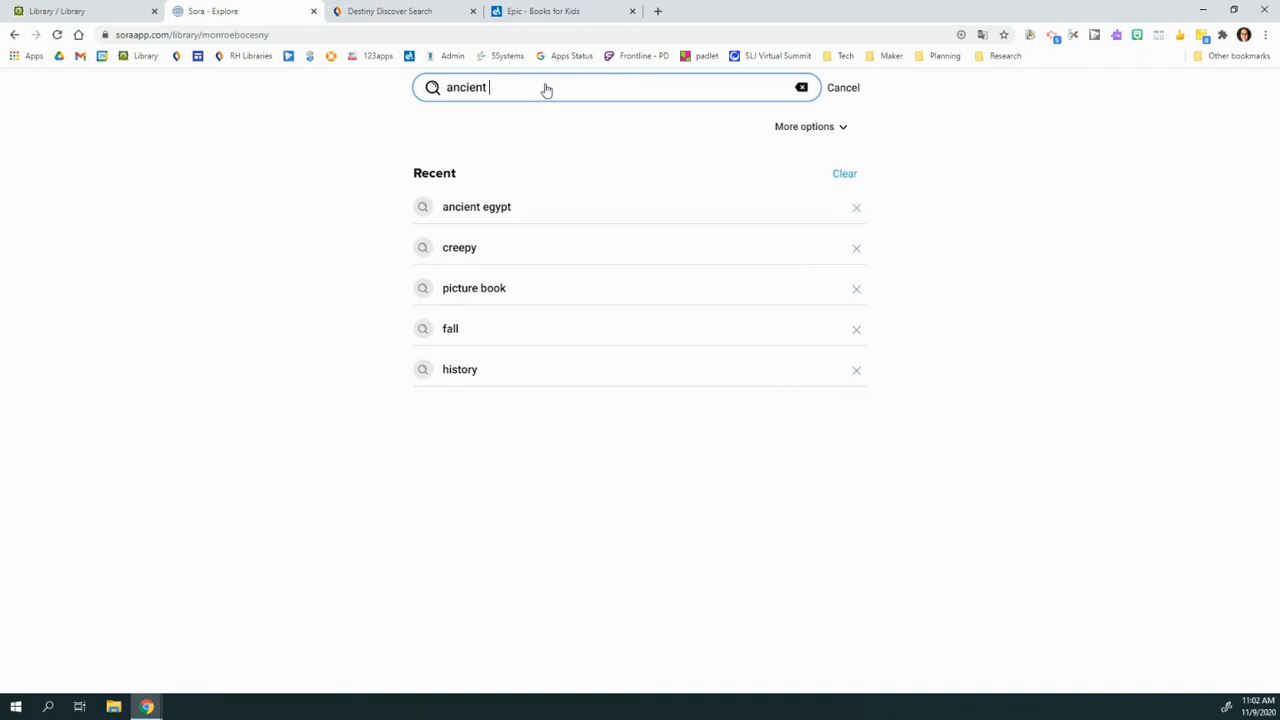 Library / Library
Sora - Explore
Destiny Discover Search
Epic - Books for Kids
soraapp.com/library/monroebocesny
Apps
Library
RH Libraries
123apps
Admin
5Systems
Apps Status
Frontline - PD
padlet
SLJ Virtual Summit
Tech
Maker
Planning
Research
Other bookmarks
ancient
Cancel
More options
Recent
Clear
ancient egypt
creepy
picture book
fall
history
11:02 AM
11/9/2020